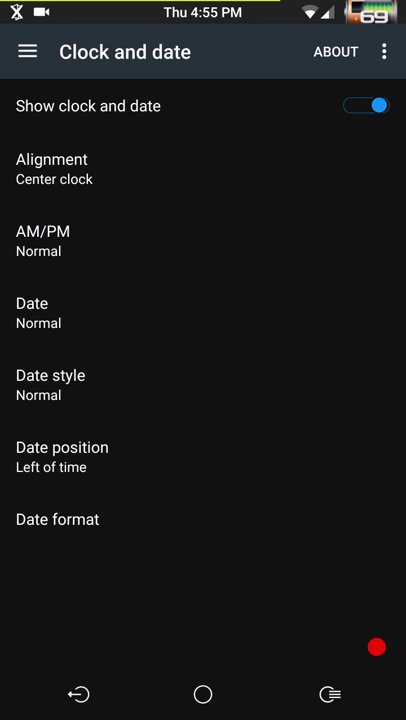 Thu 4:55 PM
69
Clock and date
ABOUT
Show clock and date
Alignment
Center clock
AM/PM
Normal
Date
Normal
Date style
Normal
Date position
Left of time
Date format